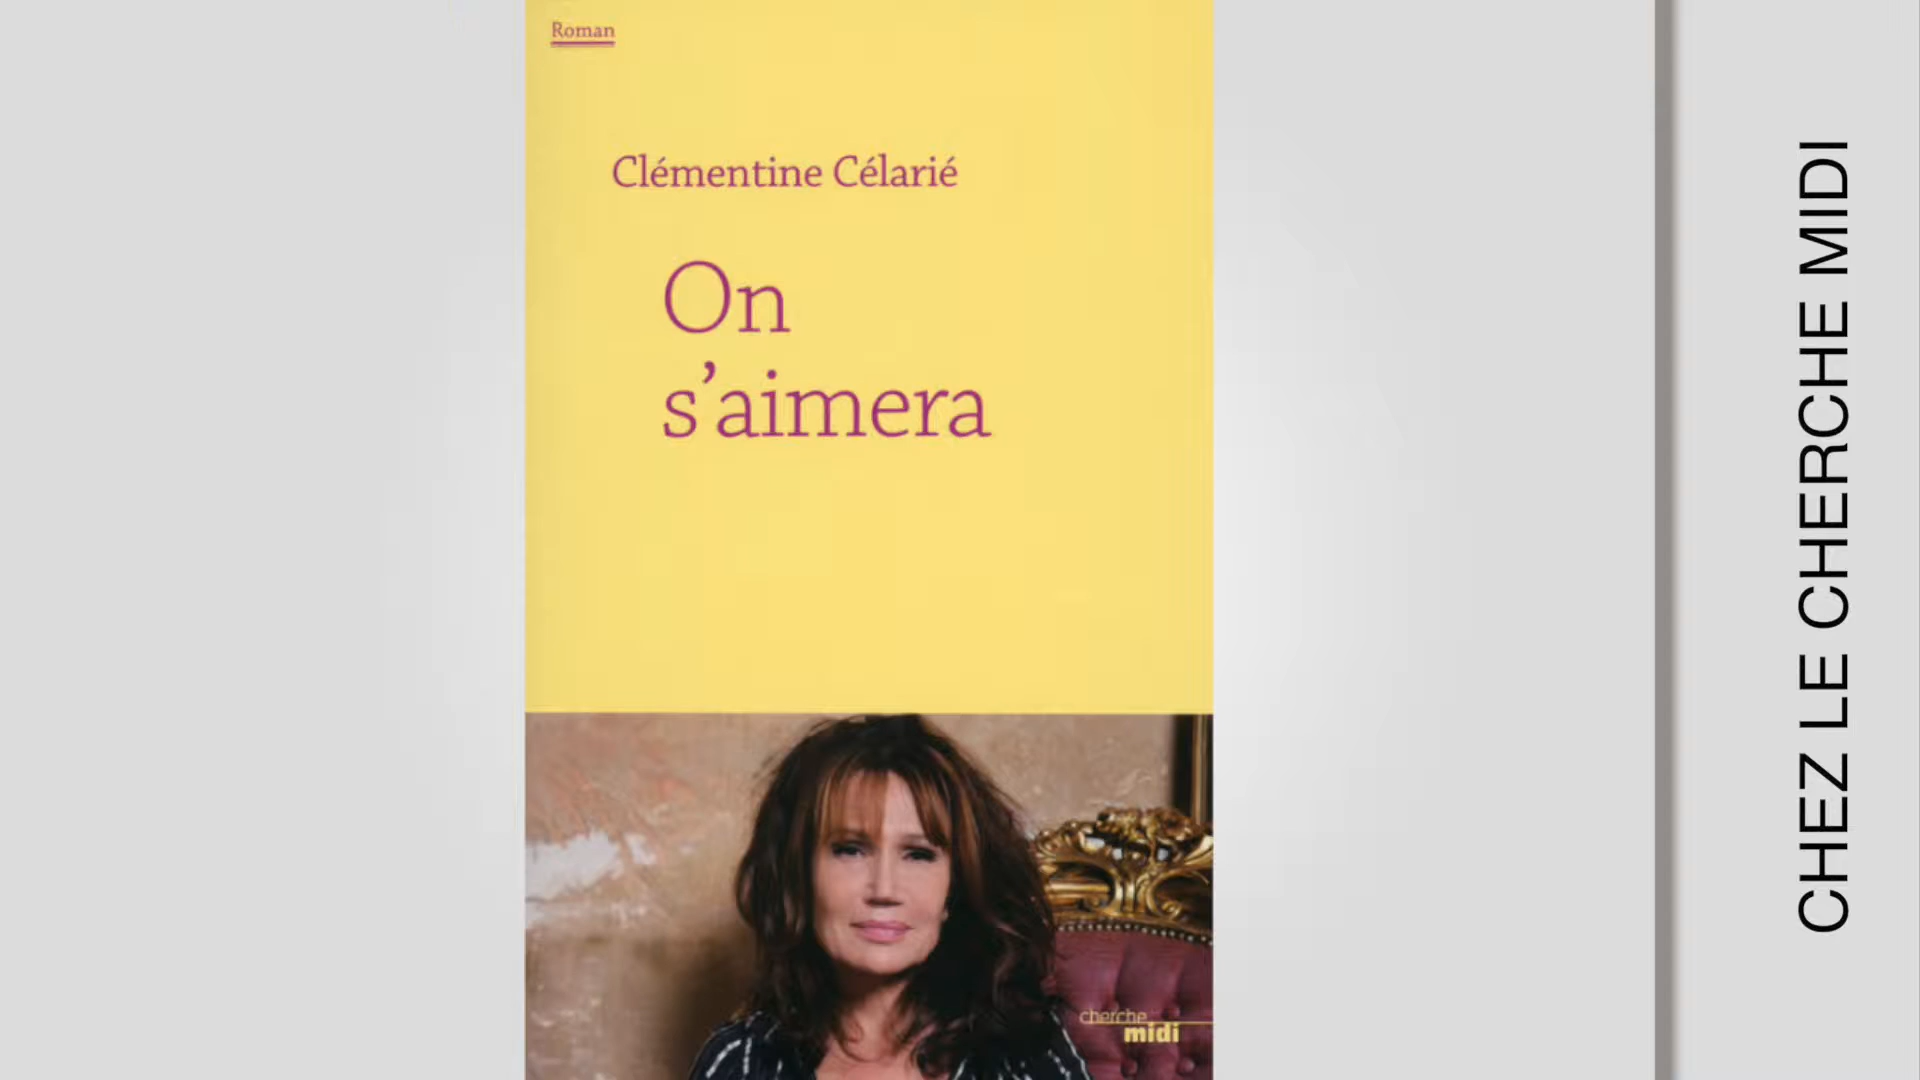 Roman
Clémentine Célarié
On
s’aimera
cherche
midi
CHEZ LE CHERCHE MIDI